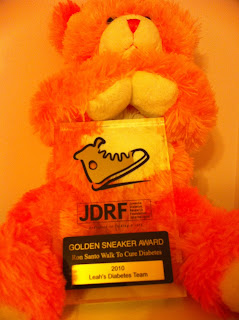 JDRF
GOLDEN SNEAKER AWARD
Ron Santo Walk To Cure Diabetes
2010
Leah's Diabetes Team